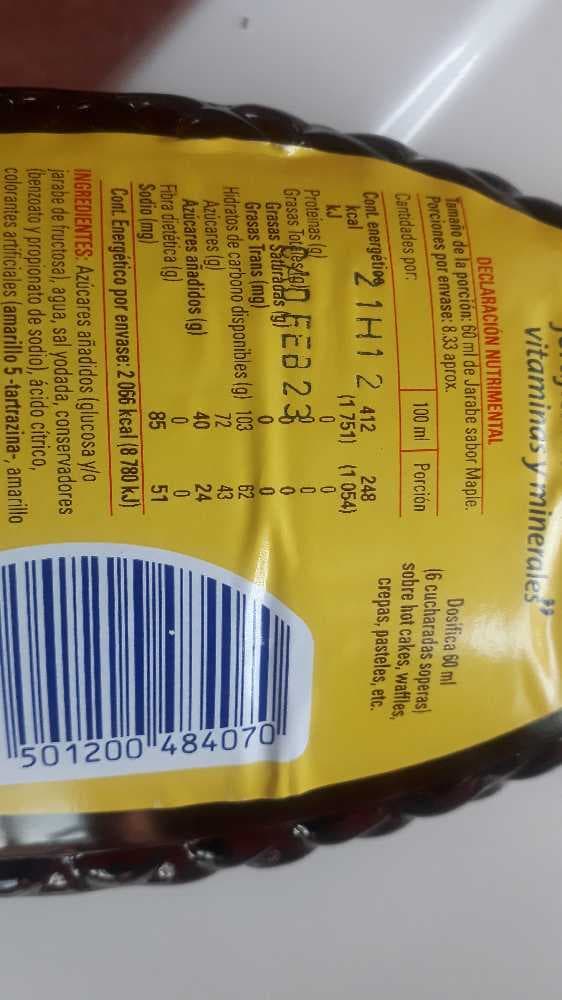 vitaminas y minerales"
DECLARACIÓN NUTRIMENTAL
Tamaño de la porción: 60 ml de Jarabe sabor Maple.
Porciones por envase: 8.33 aprox.
Cantidades por: 100 ml Porción
Cont. energético
kcal 412 248
kJ (1 751) (1 054)
21H1 2
Proteínas (g) 0 0
Grasas Totales (g) 0 0
FEB 23
Grasas Saturadas (g) 0 0
Grasas Trans (mg) 0 0
Hidratos de carbono disponibles (g) 103 62
Azúcares (g) 72 43
Azúcares añadidos (g) 40 24
Fibra dietética (g) 0 0
Sodio (mg) 85 51
Cont. Energético por envase: 2 066 kcal (8 780 kJ)
INGREDIENTES: Azúcares añadidos (glucosa y/o
jarabe de fructosa), agua, sal yodada, conservadores
(benzoato y propionato de sodio), ácido cítrico,
colorantes artificiales (amarillo 5 -tartrazina-, amarillo
Dosifica 60 ml
(6 cucharadas soperas)
sobre hot cakes, waffles,
crepas, pasteles, etc.
501200 484070